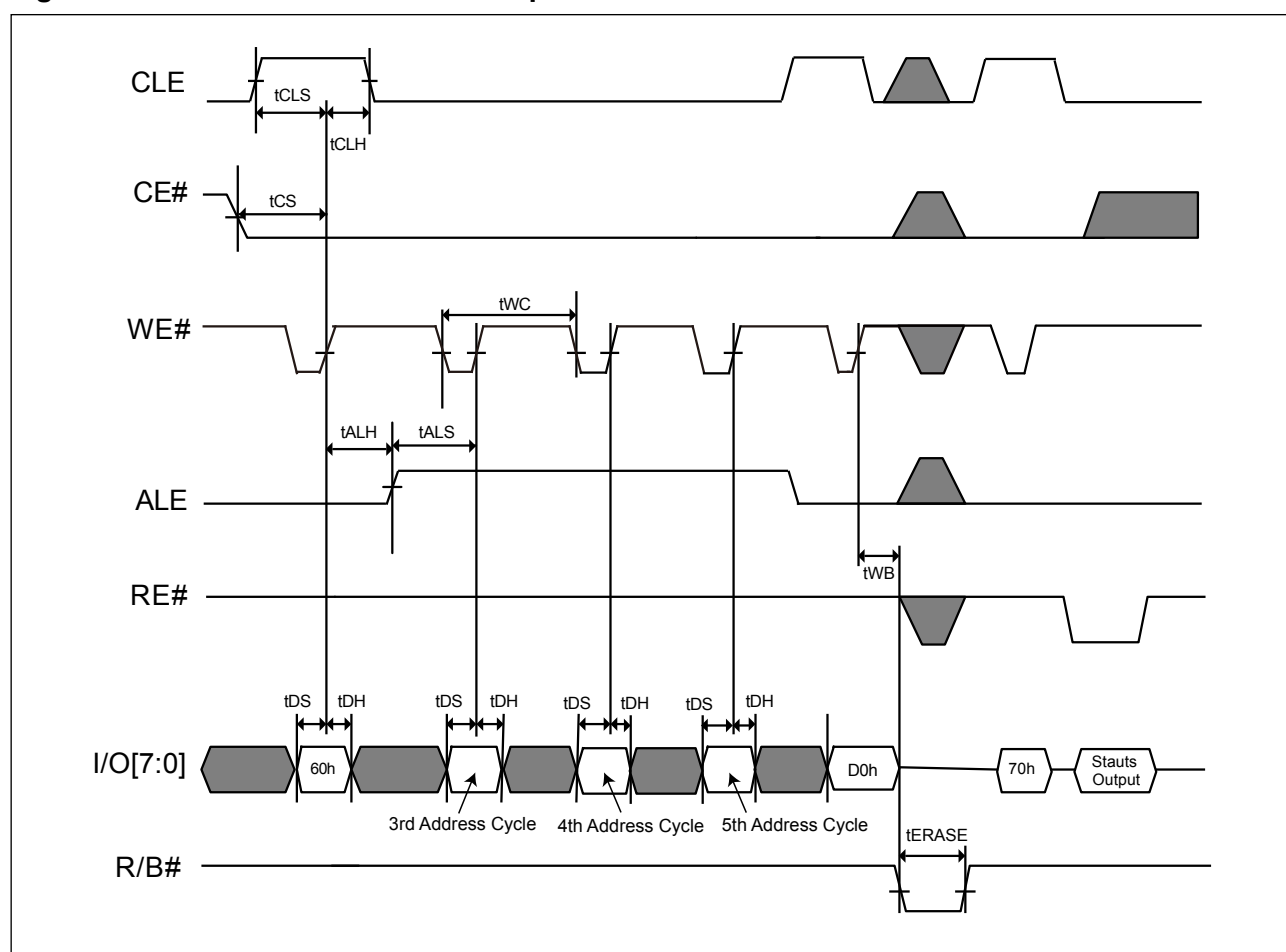 CLE
tCLS
tCLH
CE#
tCS
WE#
tWC
tALH
tALS
ALE
tWB
RE#
tDS
tDH
tDS
tDH
tDS
tDH
tDS
tDH
I/O[7:0]
60h
D0h
70h
Stauts
Output
3rd Address Cycle
4th Address Cycle
5th Address Cycle
tERASE
R/B#